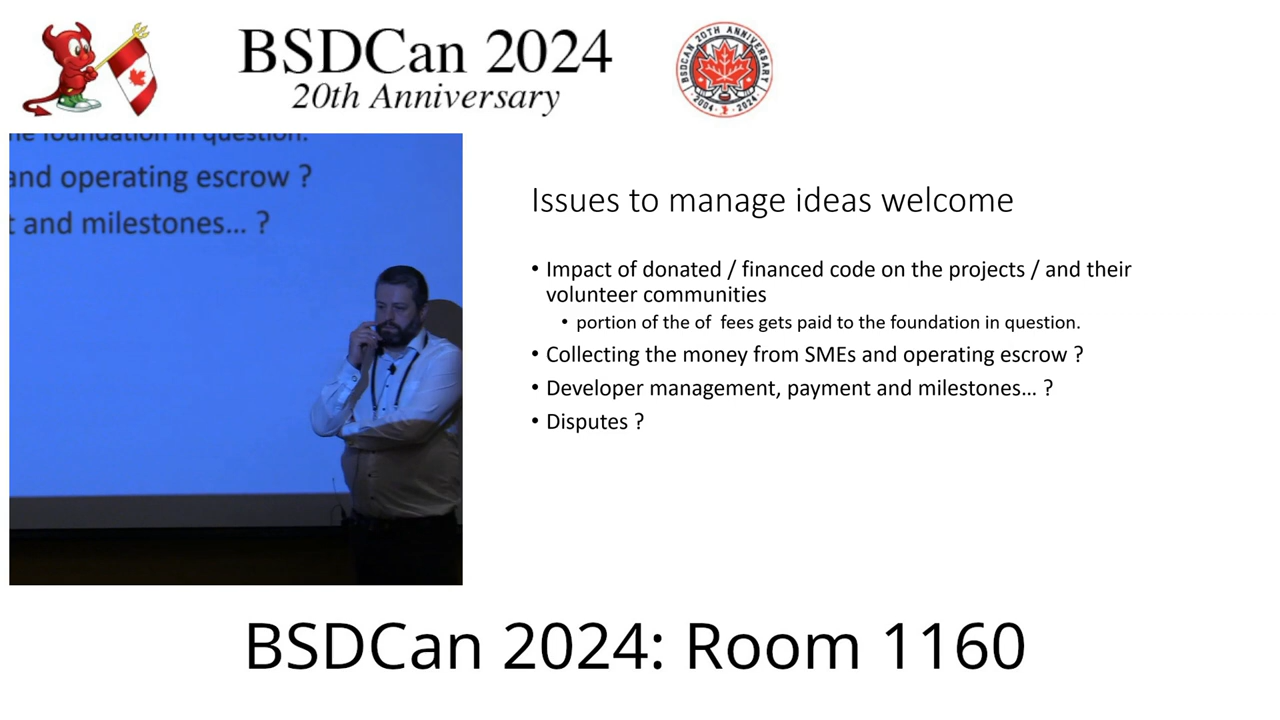 BSDCan 2024
20th Anniversary
BSDCAN 20TH ANNIVERSARY
2004 - 2024
the foundation in question.
and operating escrow ?
t and milestones... ?
Issues to manage ideas welcome
• Impact of donated / financed code on the projects / and their
volunteer communities
• portion of the of fees gets paid to the foundation in question.
• Collecting the money from SMEs and operating escrow ?
• Developer management, payment and milestones... ?
• Disputes ?
BSDCan 2024: Room 1160